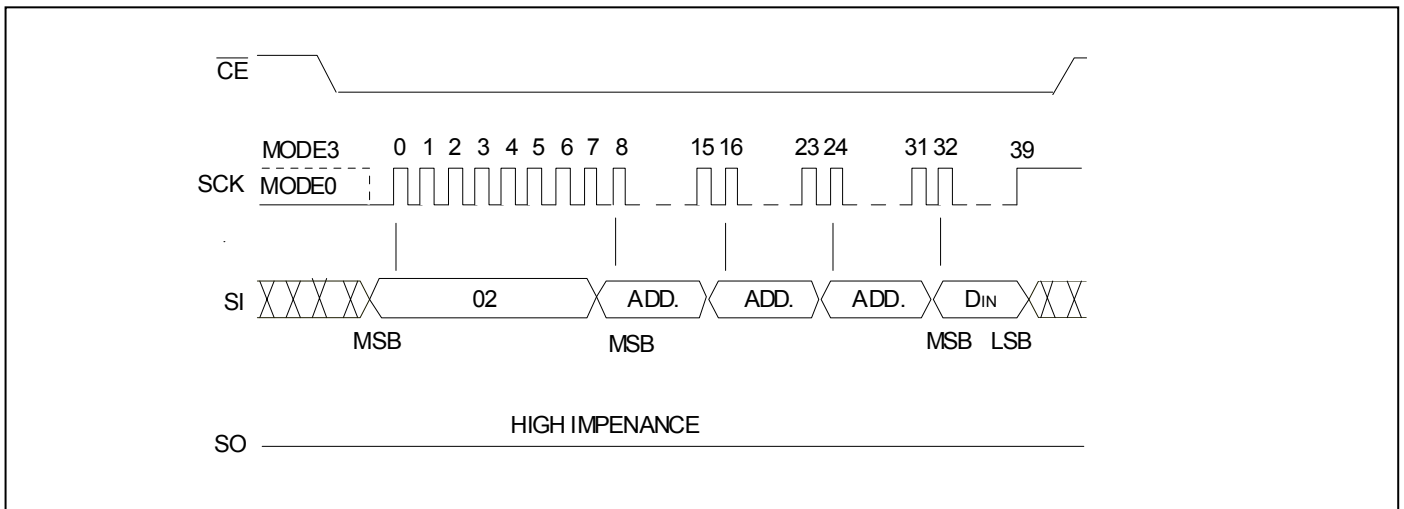 CE
MODE3 0 1 2 3 4 5 6 7 8 15 16 23 24 31 32 39
SCK MODE0
SI 02 ADD. ADD. ADD. DIN
MSB MSB MSB LSB
HIGH IMPENANCE
SO